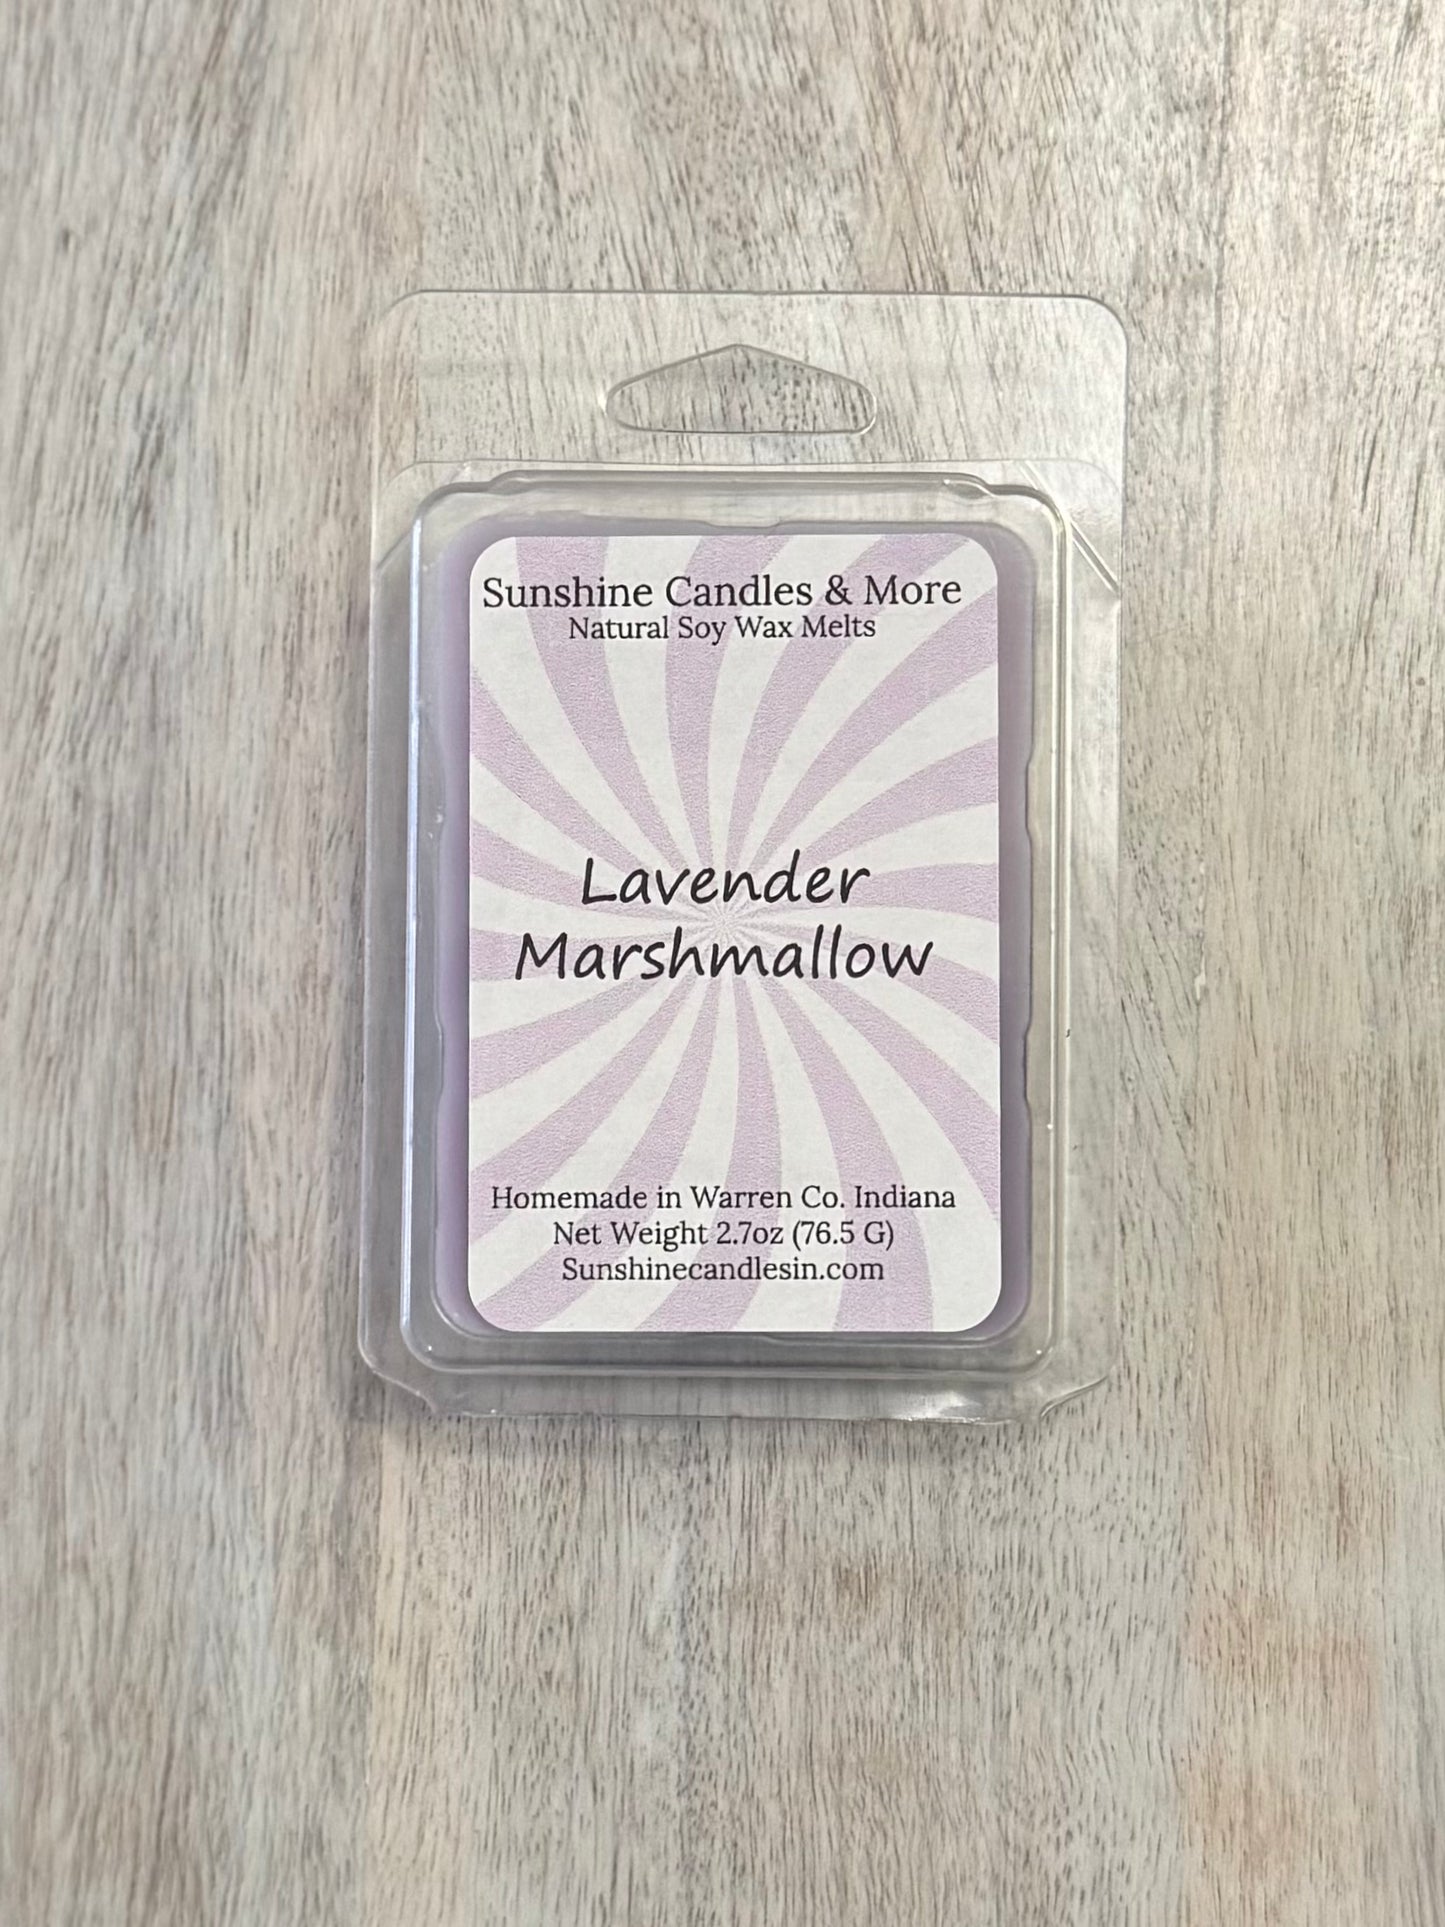 Sunshine Candles & More
Natural Soy Wax Melts
Lavender
Marshmallow
Homemade in Warren Co. Indiana
Net Weight 2.7oz (76.5 G)
Sunshinecandlesin.com